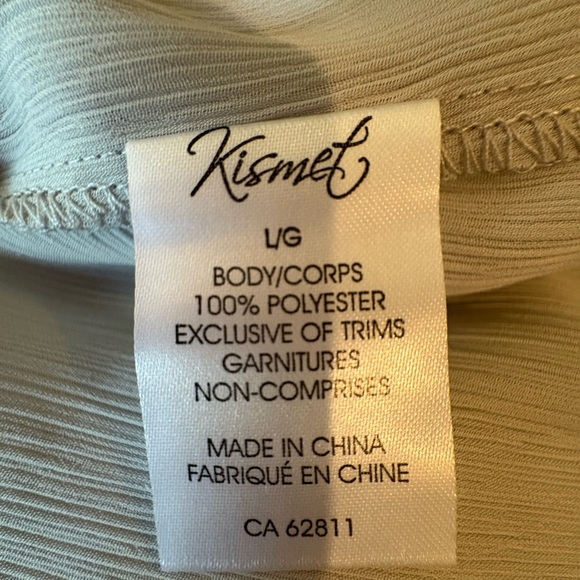 Kismet
L/G
BODY/CORPS
100% POLYESTER
EXCLUSIVE OF TRIMS
GARNITURES
NON-COMPRISES
MADE IN CHINA
FABRIQUÉ EN CHINE
CA 62811